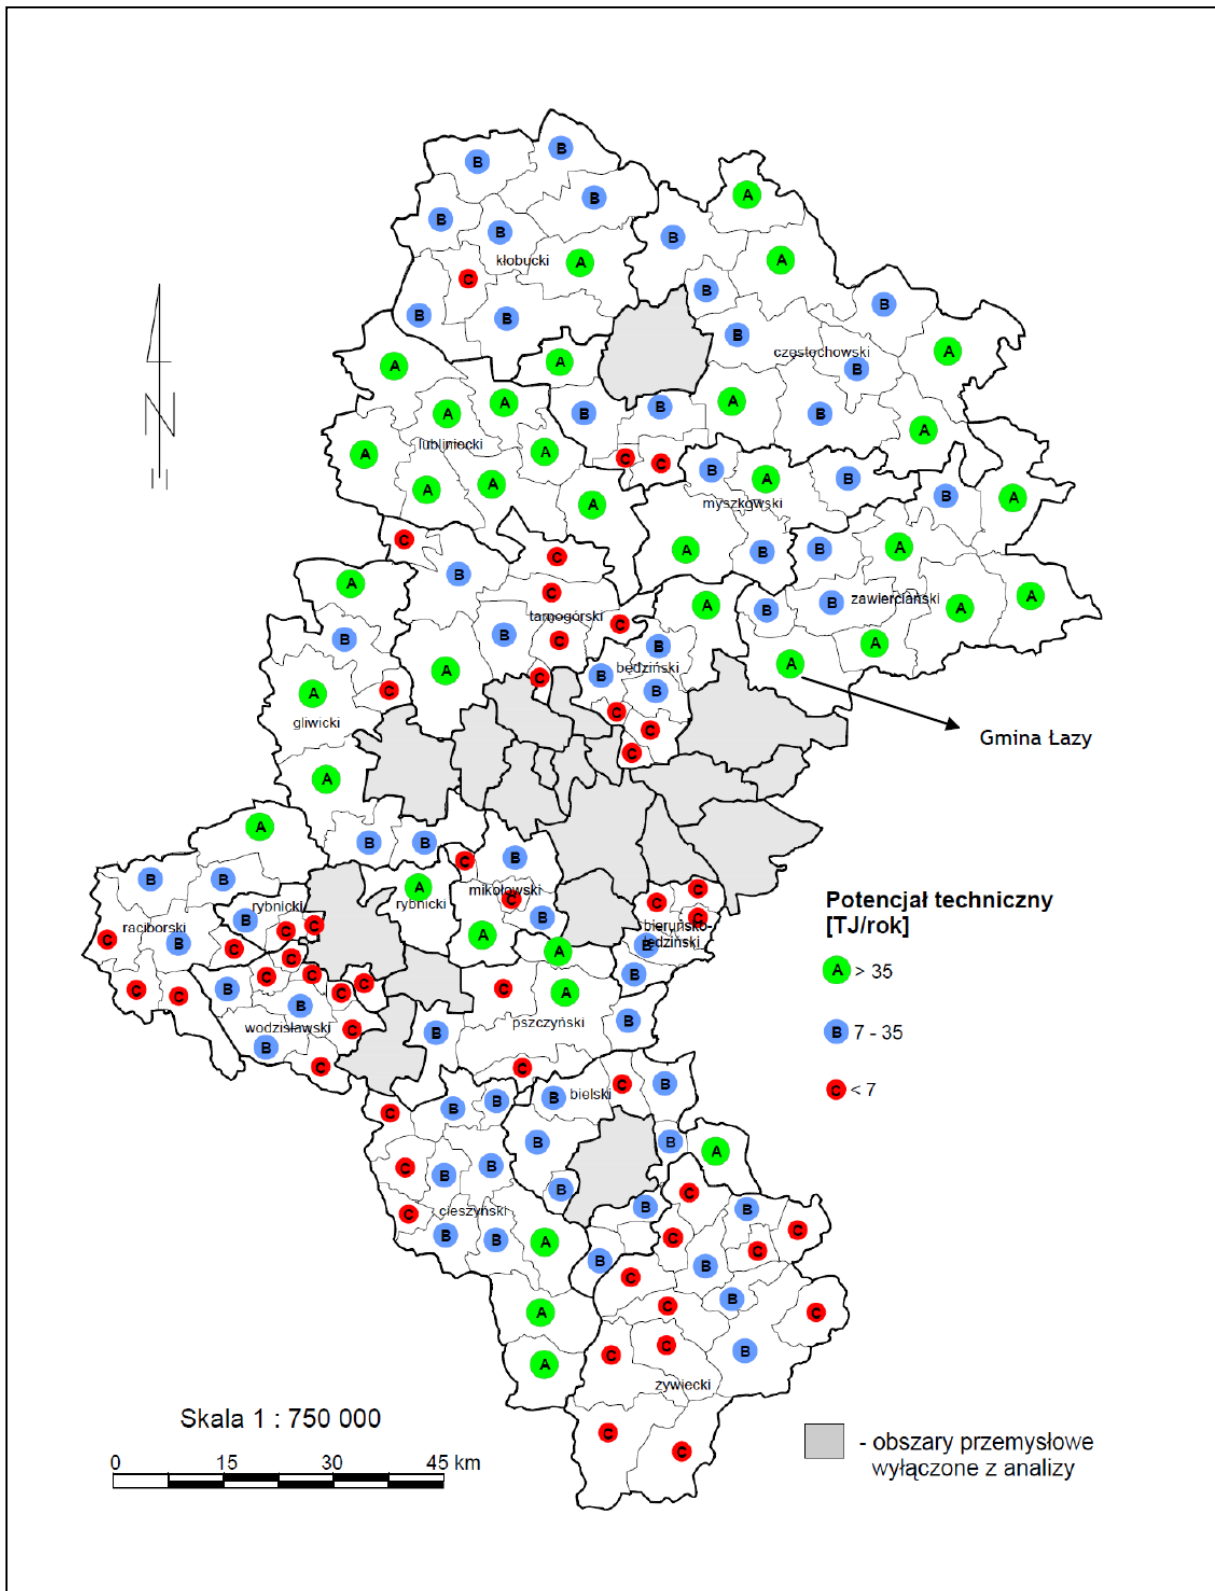 B
B
A
B
B
B
B
kłobucki
A
A
C
B
B
B
B
B
częstochowski
A
A
A
B
A
A
B
B
A
B
A
lubliniecki
A
A
C
C
B
A
B
B
A
A
A
A
myszkowski
C
C
B
A
B
B
A
A
B
C
A
B
B
zawierciański
A
A
tarnogórski
C
B
C
B
A
B
będziński
A
A
C
B
B
A
C
gliwicki
C
C
C
Gmina Łazy
A
A
B
B
C
B
mikołowski
B
B
A
rybnicki
C
C
C
rybnicki
B
C
C
B
C
raciborski
C
B
C
A
A
B
bieruńsko-
lędziński
B
C
C
C
C
C
C
C
B
B
C
A
wodzisławski
B
C
C
B
pszczyński
B
C
C
B
B
B
bielski
C
B
C
B
B
A
C
B
B
B
cieszyński
C
B
B
A
B
C
B
C
C
C
B
B
C
B
A
C
C
C
C
B
A
żywiecki
C
C
Potencjał techniczny
[TJ/rok]
A > 35
B 7 - 35
C < 7
N
Skala 1 : 750 000
0 15 30 45 km
- obszary przemysłowe
wyłączone z analizy